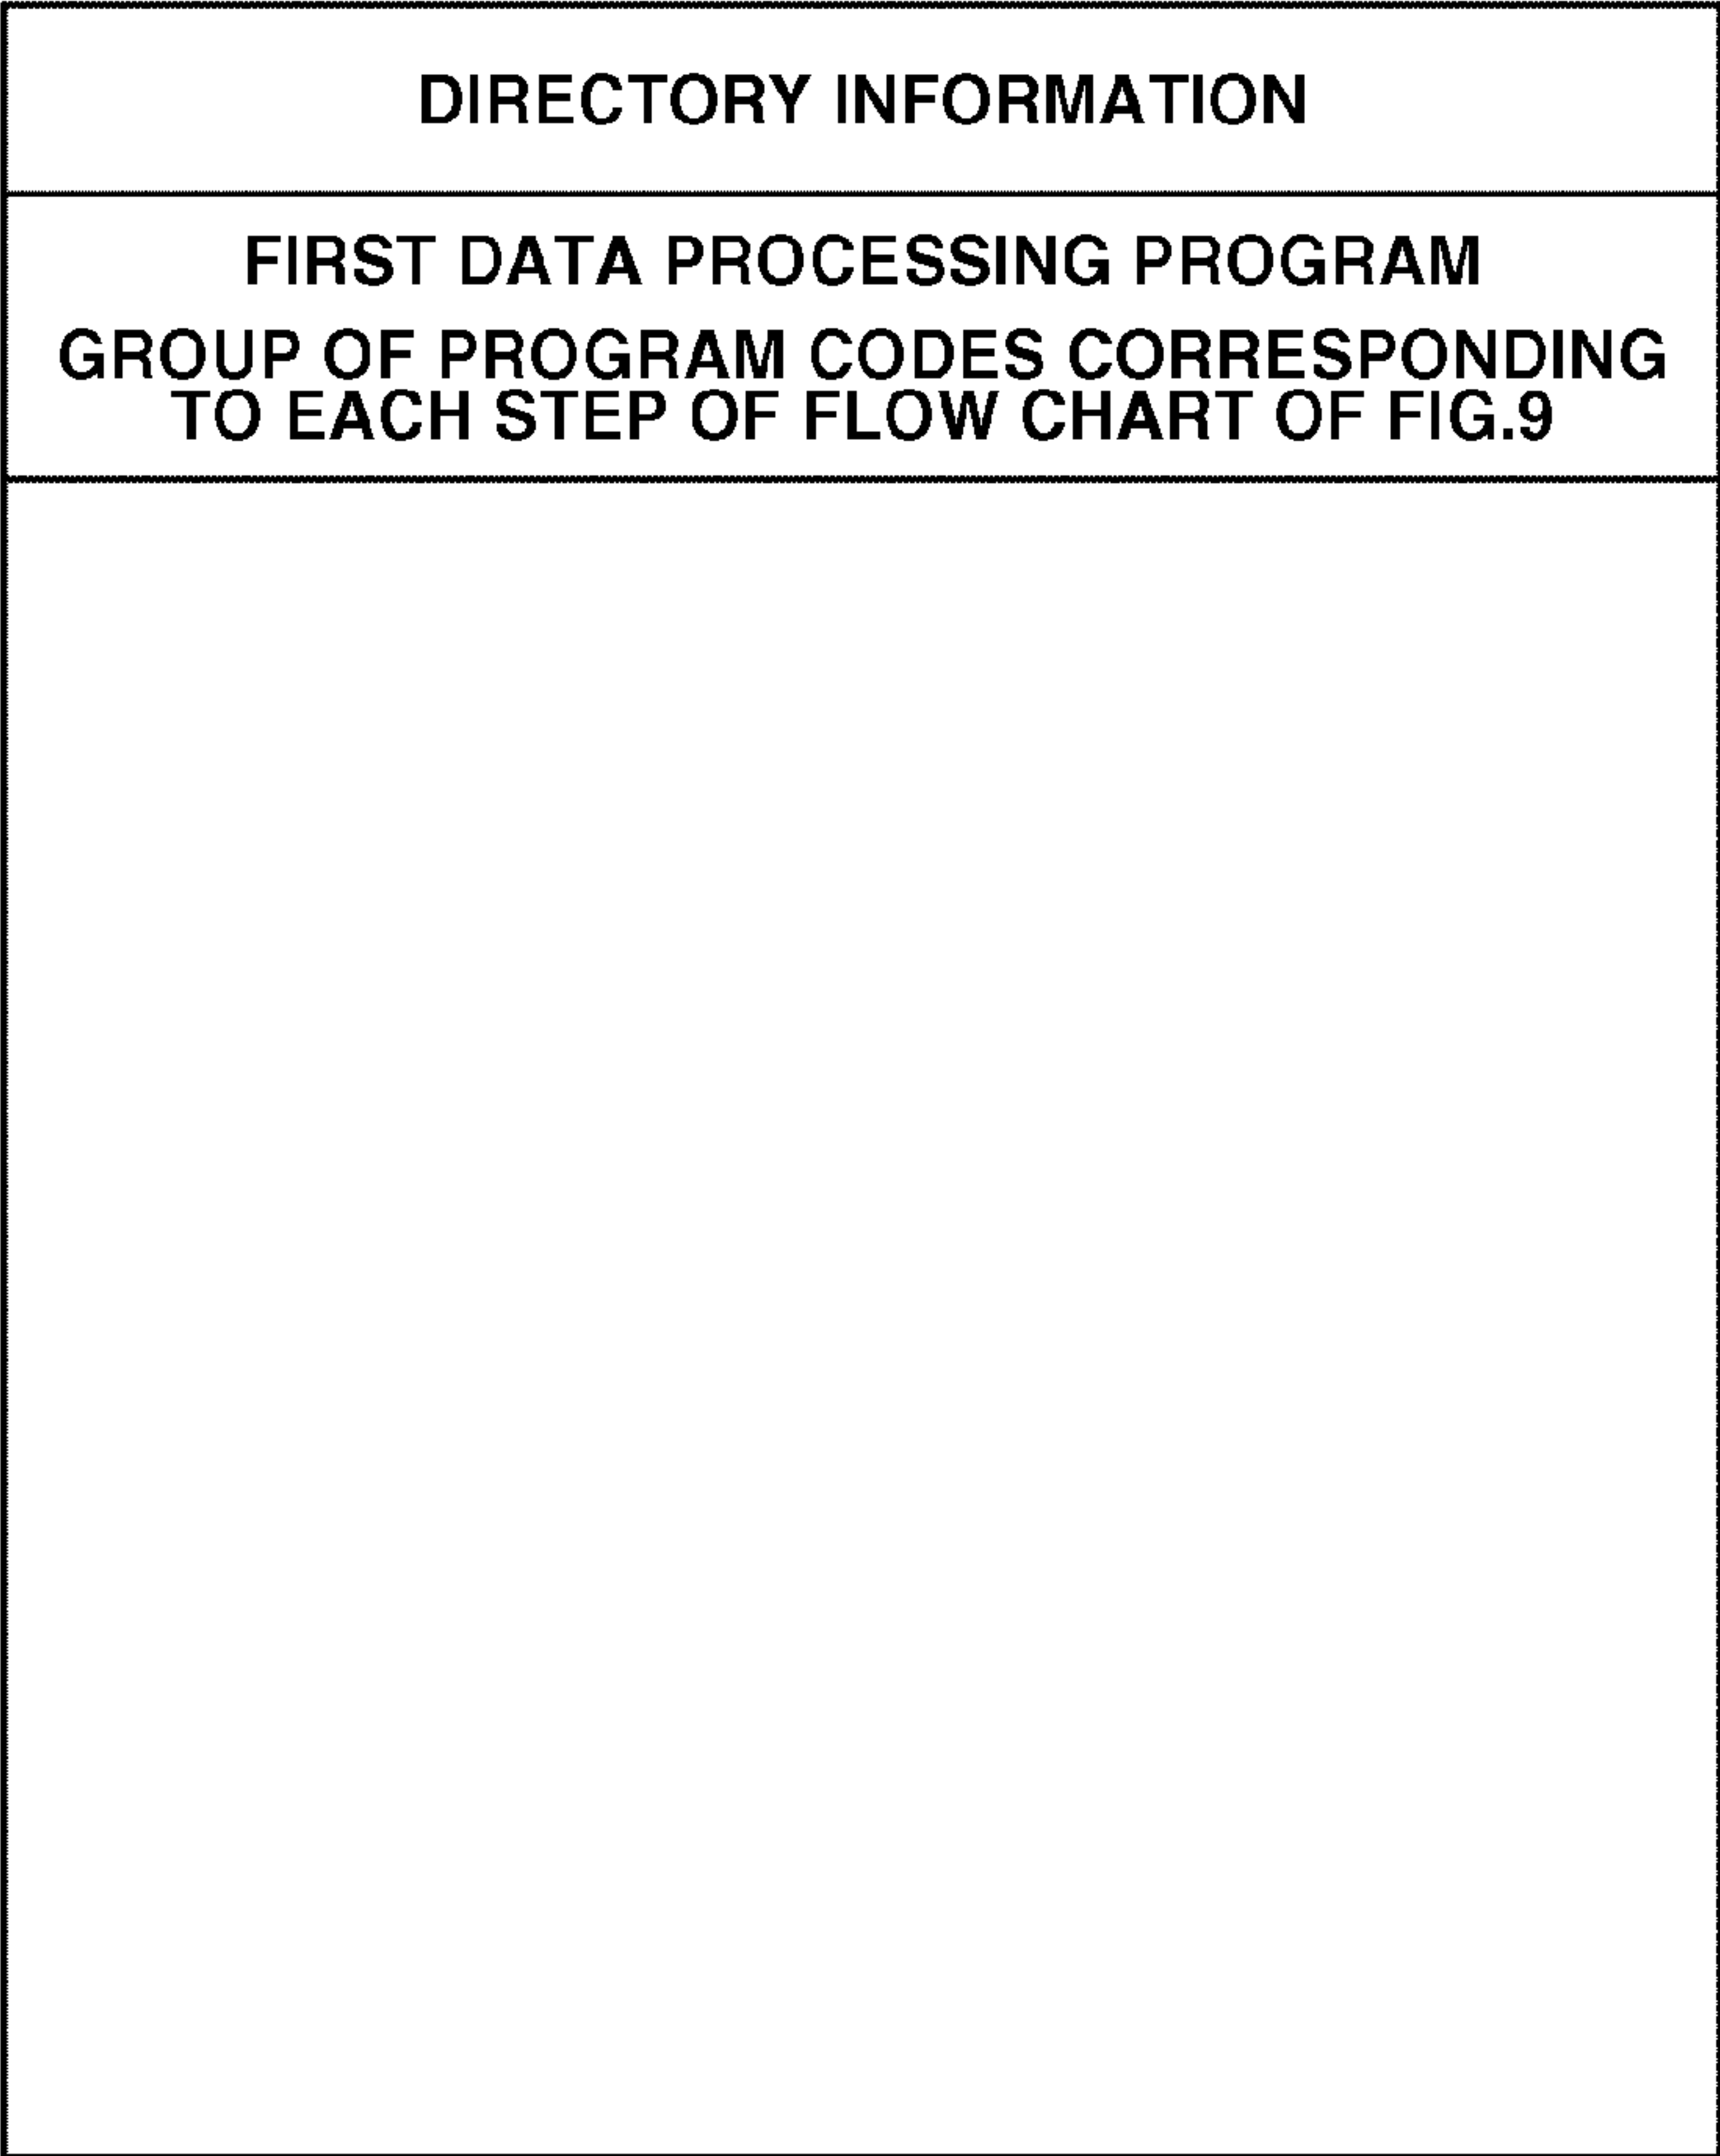 DIRECTORY INFORMATION
FIRST DATA PROCESSING PROGRAM
GROUP OF PROGRAM CODES CORRESPONDING
TO EACH STEP OF FLOW CHART OF FIG.9